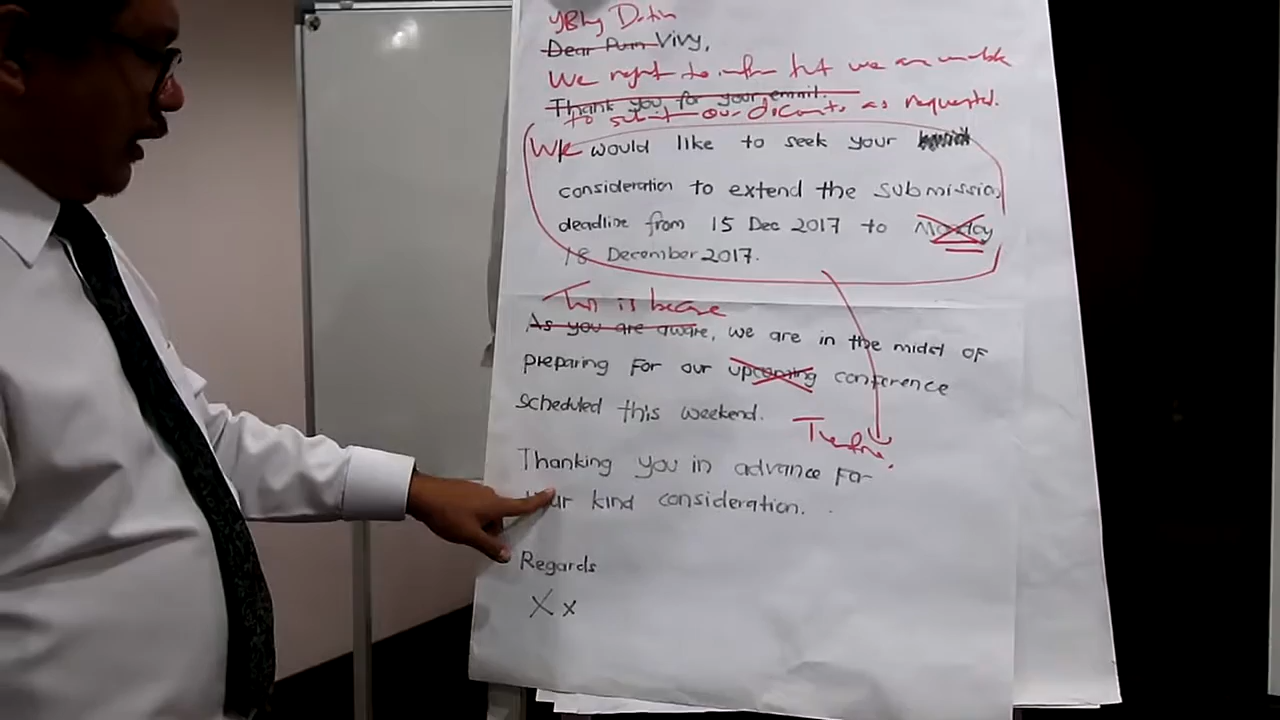 YBhg Datin
Dear Puan Vivy,
We regret to inform that we are unable
Thank you for your email.
to submit our documents as requested.
We would like to seek your
consideration to extend the submission
deadline from 15 Dec 2017 to Monday
18 December 2017.
This is because
As you are aware, we are in the midst of
preparing for our upcoming conference
scheduled this weekend.
Therefore,
Thanking you in advance for
your kind consideration.
Regards
Xx